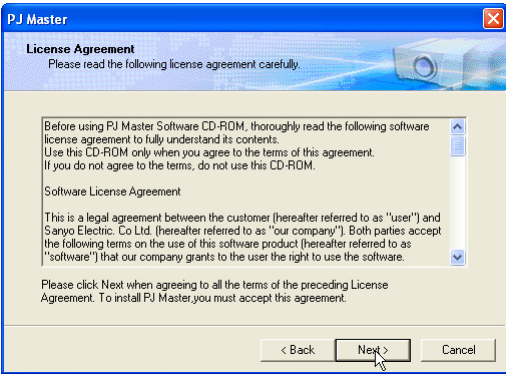 PJ Master
License Agreement
Please read the following license agreement carefully.
Before using PJ Master Software CD-ROM, thoroughly read the following software
license agreement to fully understand its contents.
Use this CD-ROM only when you agree to the terms of this agreement.
If you do not agree to the terms, do not use this CD-ROM.
Software License Agreement
This is a legal agreement between the customer (hereafter referred to as "user") and
Sanyo Electric. Co Ltd. (hereafter referred to as "our company"). Both parties accept
the following terms on the use of this software product (hereafter referred to as
"software") that our company grants to the user the right to use the software.
Please click Next when agreeing to all the terms of the preceding License
Agreement. To install PJ Master,you must accept this agreement.
< Back Next > Cancel